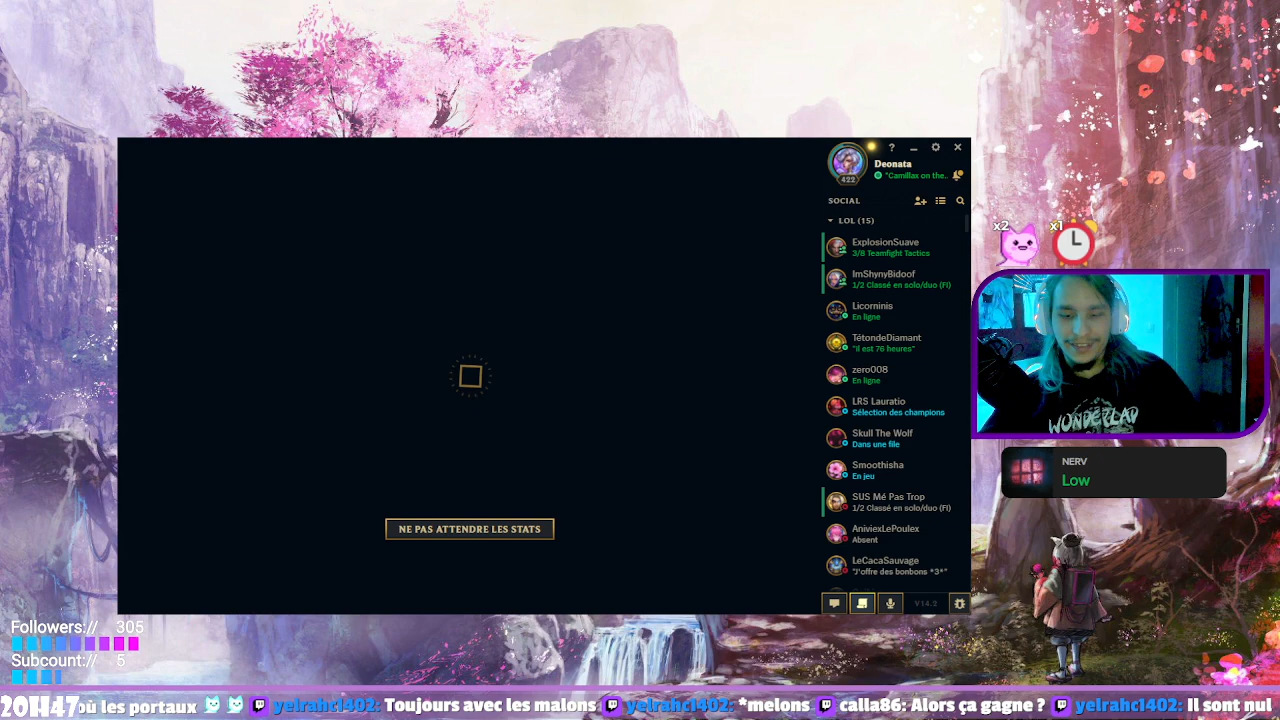 422
Deonata
"Camillax on the..
SOCIAL
LOL (15)
ExplosionSuave
3/8 Teamfight Tactics
ImShynyBidoof
1/2 Classé en solo/duo (Fl)
Licorninis
En ligne
TétondeDiamant
"il est 76 heures"
zero008
En ligne
LRS Lauratio
Sélection des champions
Skull The Wolf
Dans une file
Smoothisha
En jeu
SUS Mé Pas Trop
1/2 Classé en solo/duo (Fl)
AniviexLePoulex
Absent
LeCacaSauvage
"J'offre des bonbons *3*"
V14.2
NE PAS ATTENDRE LES STATS
x2
x1
WONDERLAD
NERV
Low
Followers:// 305
Subcount:// 5
20H47 où les portaux yelrahc1402: Toujours avec les malons yelrahc1402: *melons calla86: Alors ça gagne ? yelrahc1402: Il sont nul